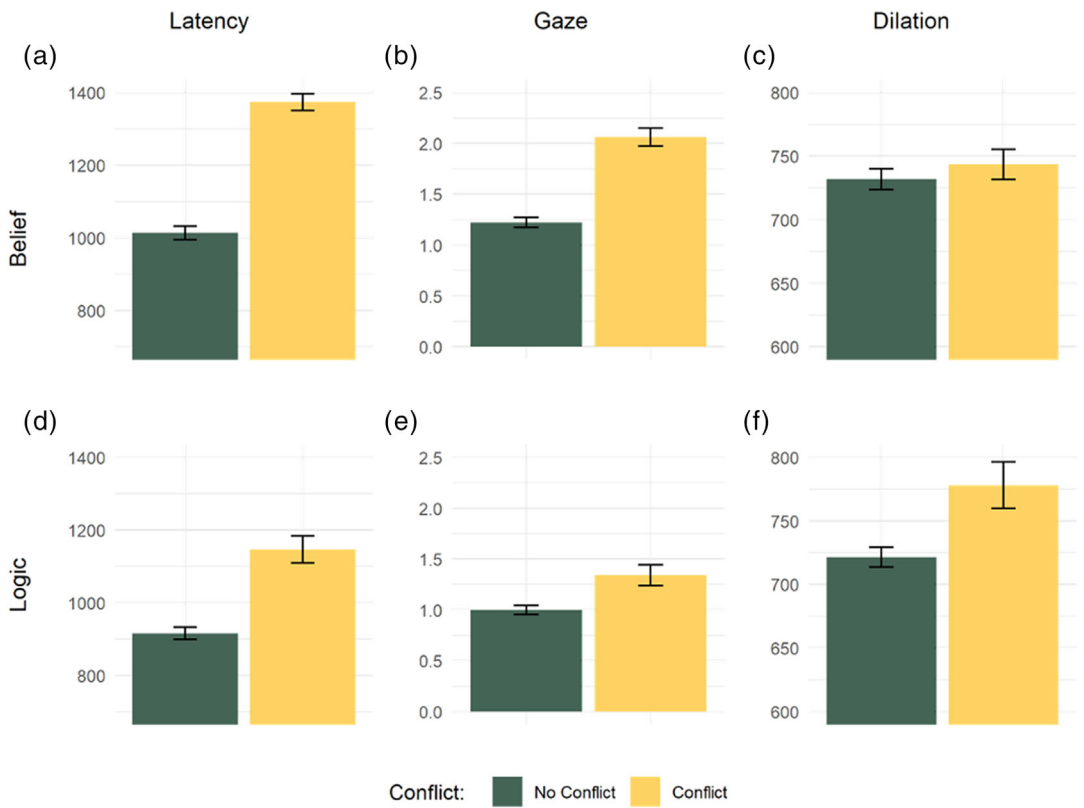 Latency Gaze Dilation
(a) (b) (c)
1400 2.5 800
2.0
1200 750
1.5
1000 700
1.0
800 0.5 650
0.0 600
Belief
(d) (e) (f)
1400 2.5 800
2.0
1200 750
1.5
1000 700
1.0
800 0.5 650
0.0 600
Logic
Conflict: No Conflict Conflict